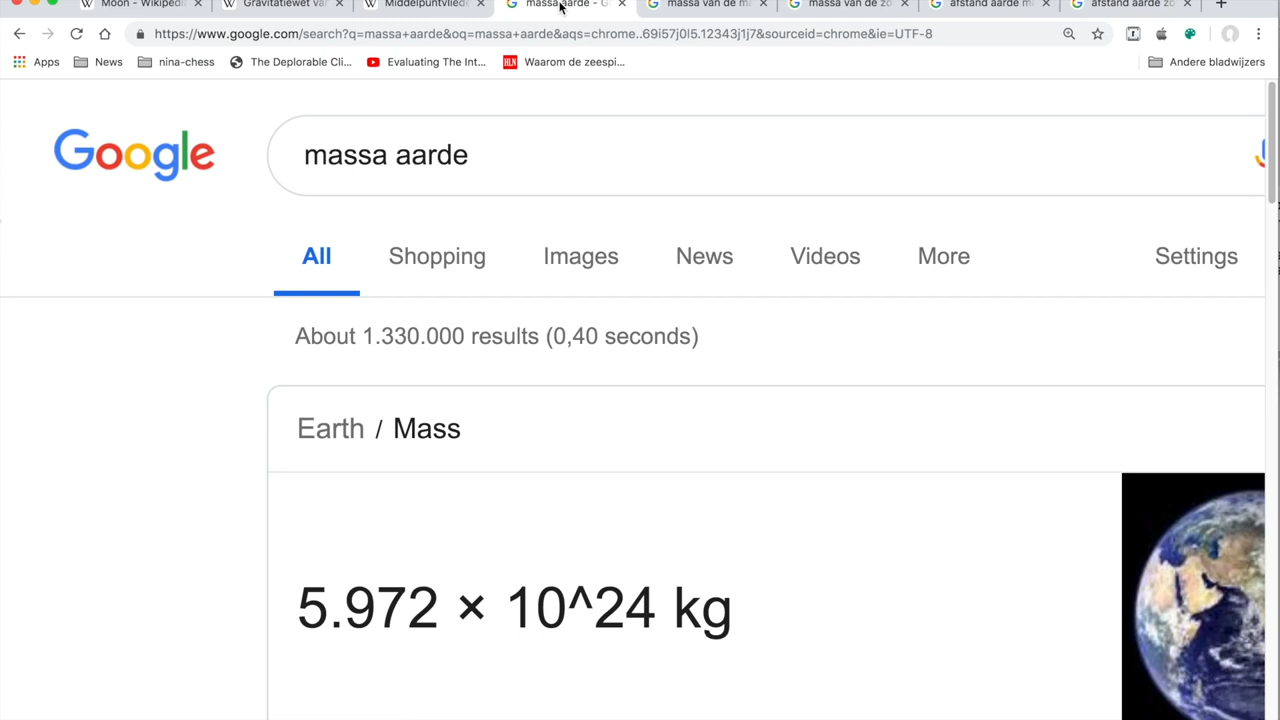 Moon - Wikipedi
Gravitatiewet va
Middelpuntvlied
massa aarde - G
massa van de m
massa van de zo
afstand aarde m
afstand aarde zo
https://www.google.com/search?q=massa+aarde&oq=massa+aarde&aqs=chrome..69i57j0l5.12343j1j7&sourceid=chrome&ie=UTF-8
Apps News nina-chess The Deplorable Cli... Evaluating The Int... HLN Waarom de zeespi... Andere bladwijzers
Google
massa aarde
All Shopping Images News Videos More Settings
About 1.330.000 results (0,40 seconds)
Earth / Mass
5.972 × 10^24 kg